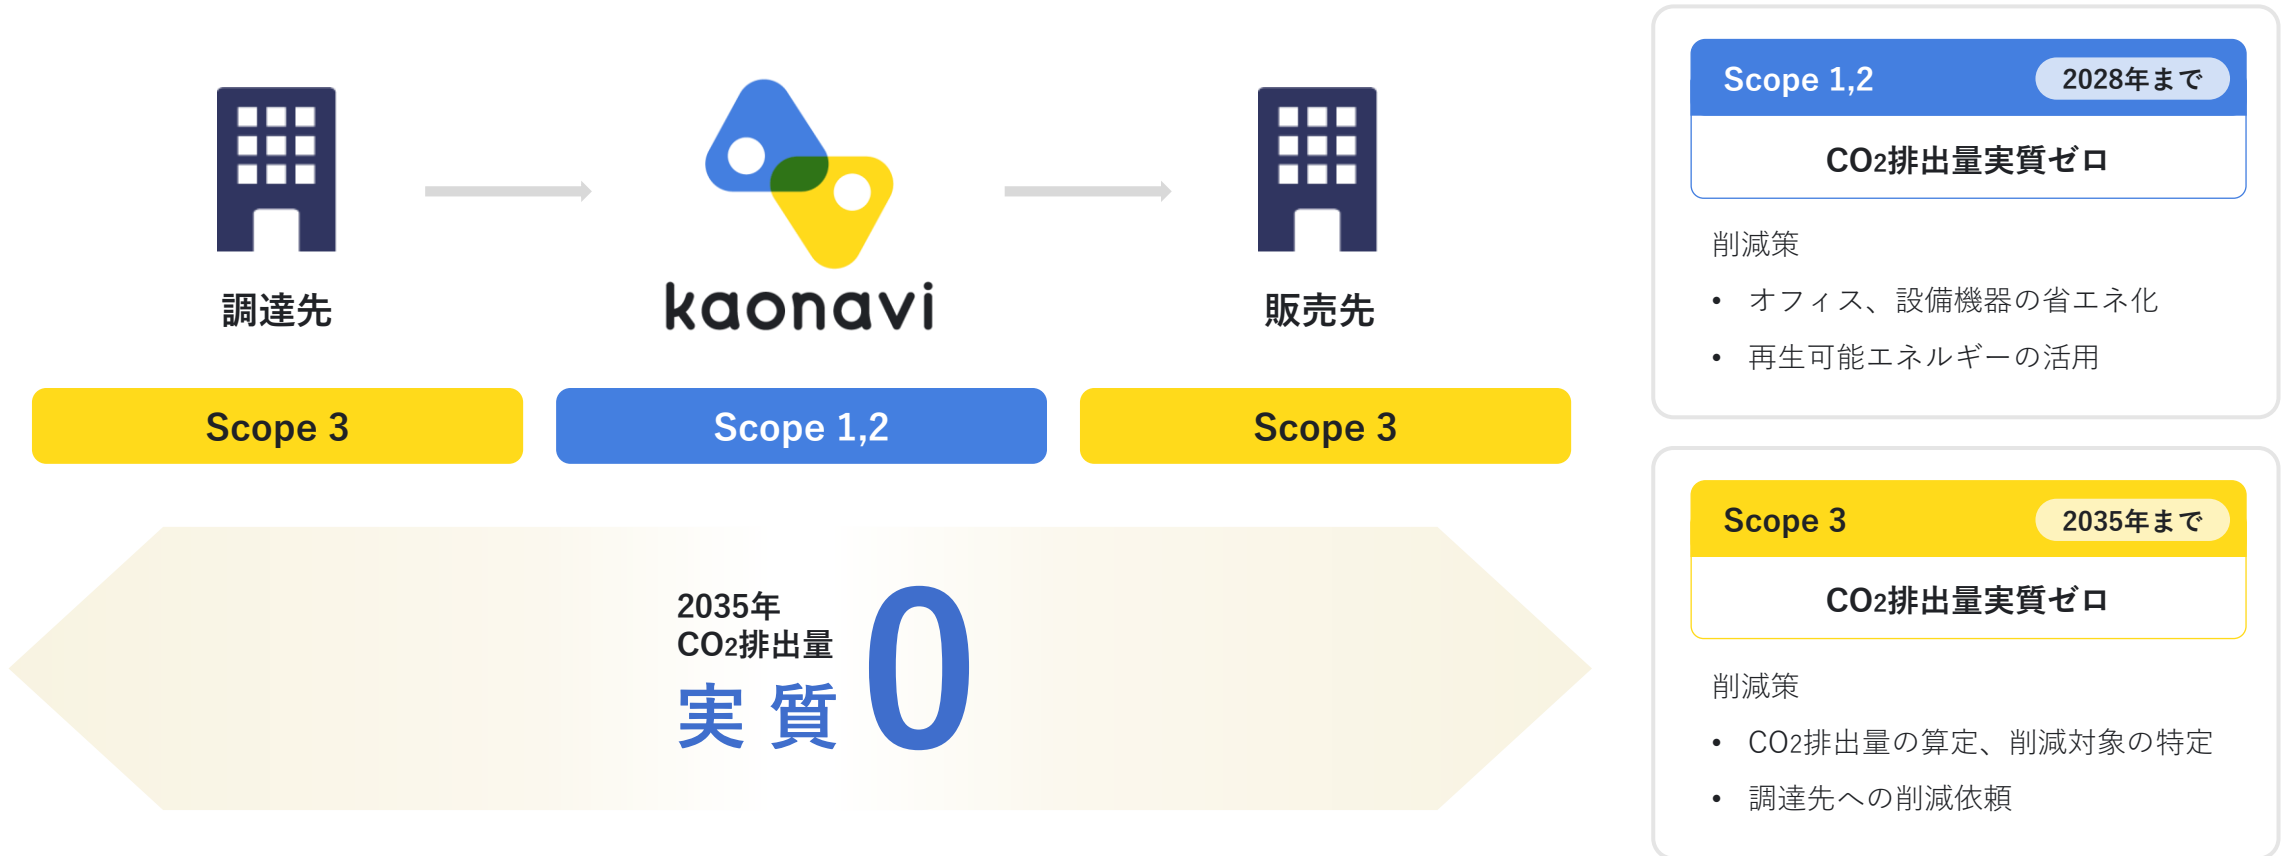 調達先
kaonavi
販売先
Scope 3
Scope 1,2
Scope 3
2035年
CO2排出量
実質0
Scope 1,2
2028年まで
CO2排出量実質ゼロ
削減策
• オフィス、設備機器の省エネ化
• 再生可能エネルギーの活用
Scope 3
2035年まで
CO2排出量実質ゼロ
削減策
• CO2排出量の算定、削減対象の特定
• 調達先への削減依頼